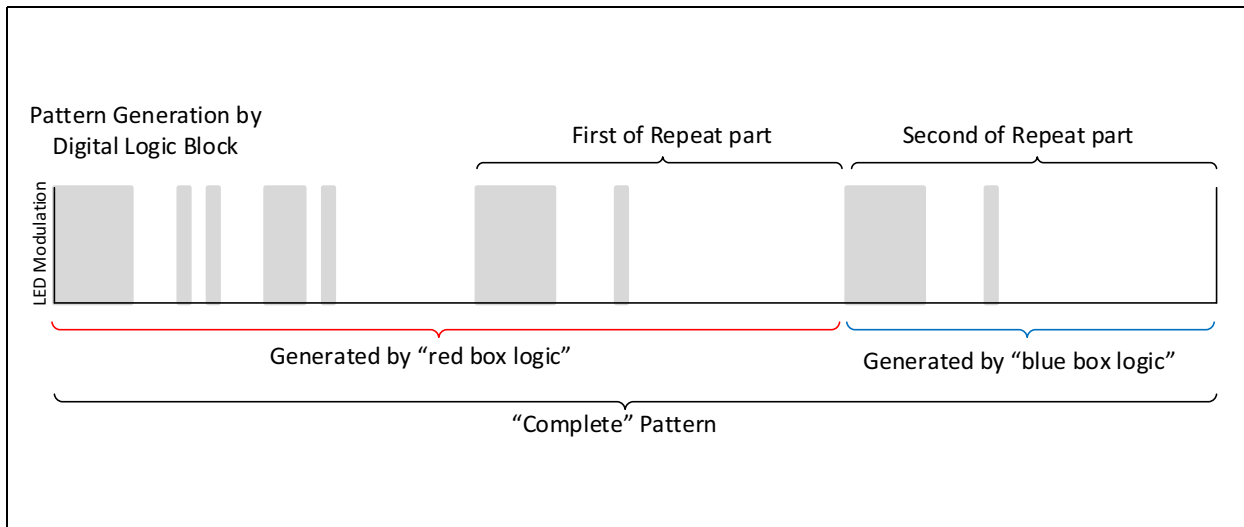 Pattern Generation by
Digital Logic Block
First of Repeat part
Second of Repeat part
LED Modulation
Generated by “red box logic”
Generated by “blue box logic”
“Complete” Pattern